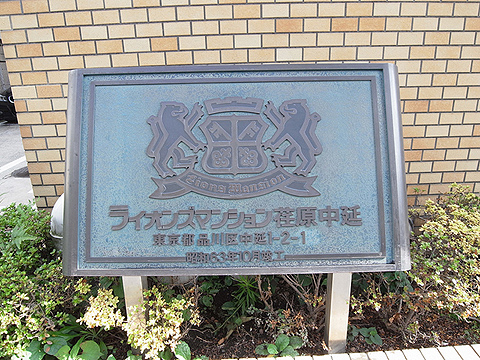 Lions Mansion
ライオンズマンション荏原中延
東京都品川区中延1-2-1
昭和63年10月竣工